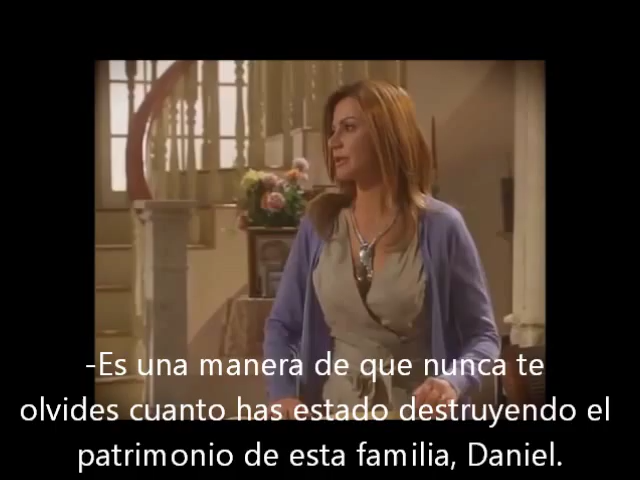 -Es una manera de que nunca te
olvides cuanto has estado destruyendo el
patrimonio de esta familia, Daniel.